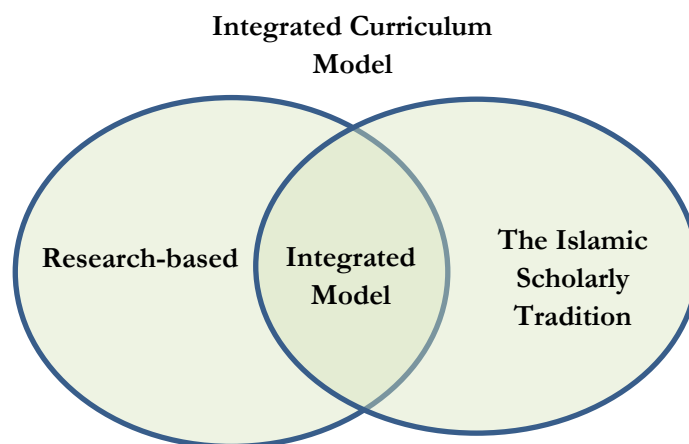 Integrated Curriculum
Model
Research-based
Integrated
Model
The Islamic
Scholarly
Tradition